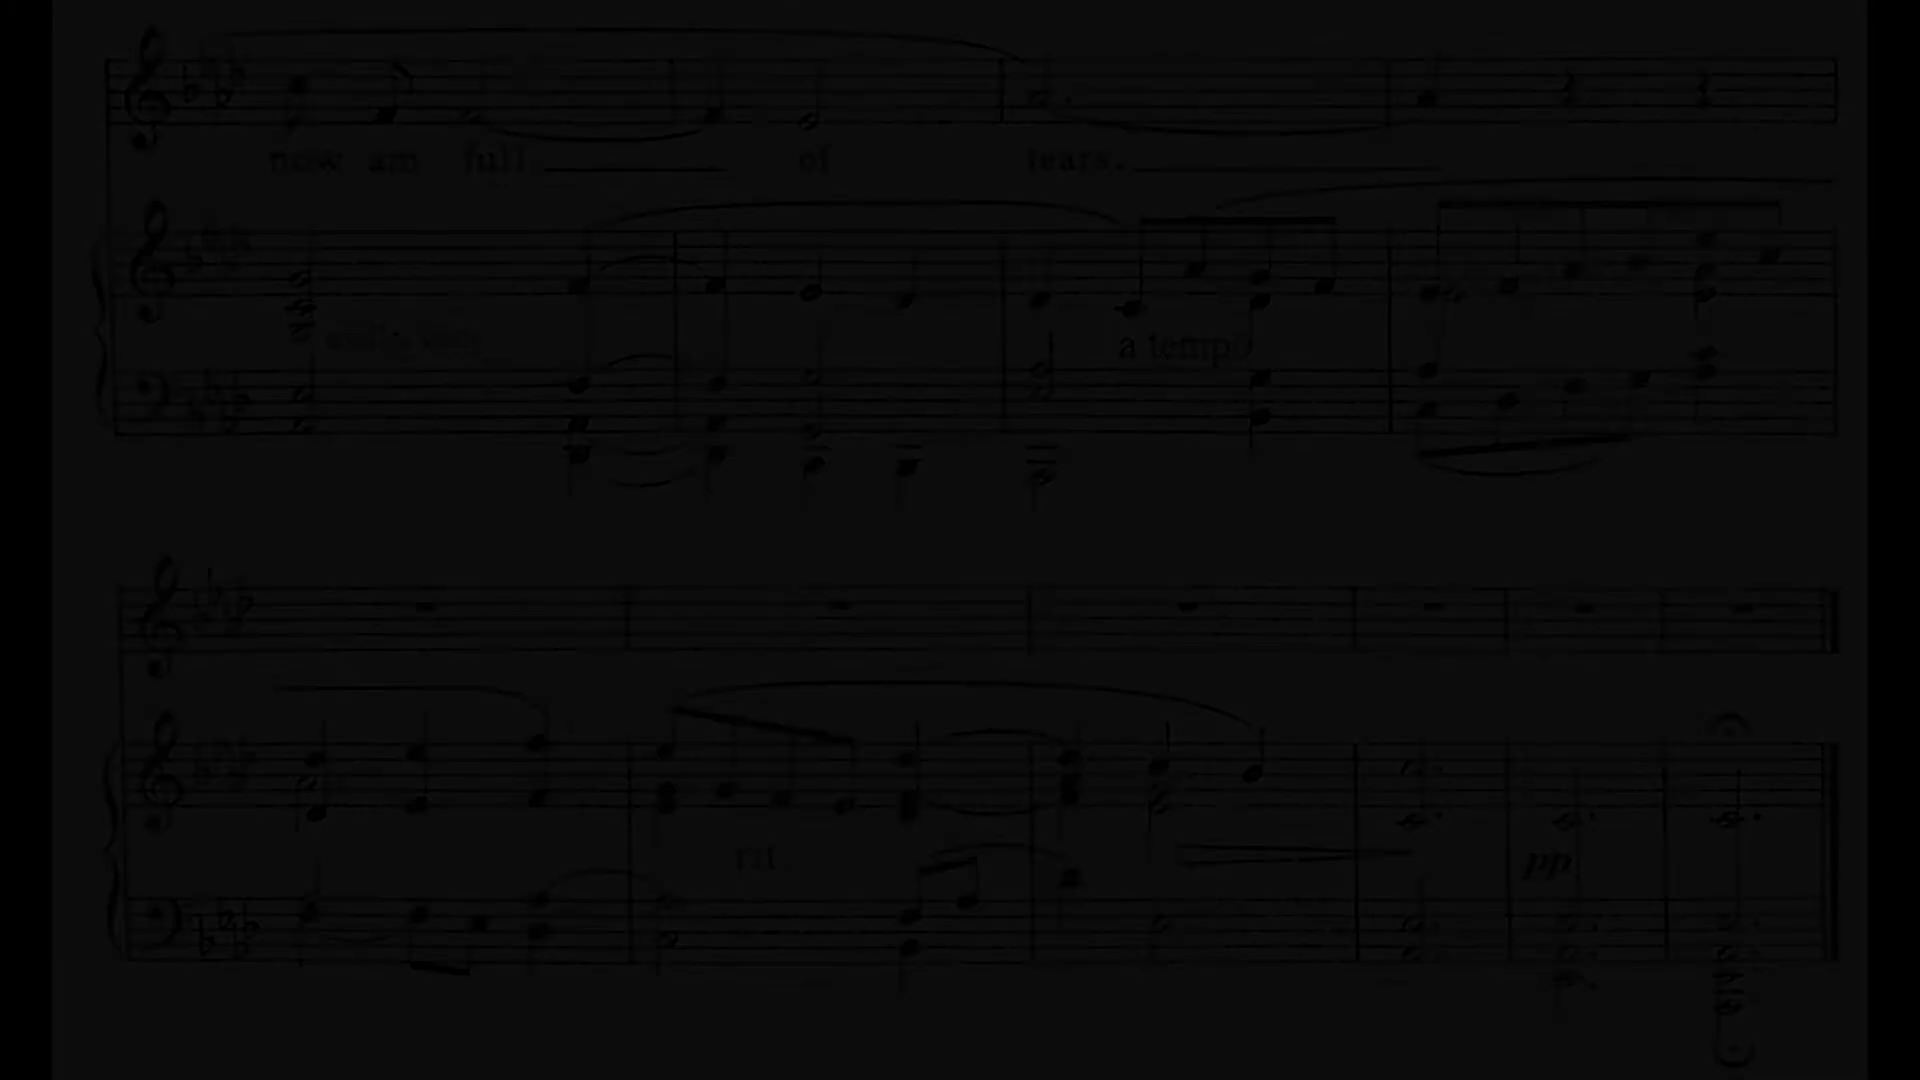 now am full of tears.
a tempo
rit.
pp